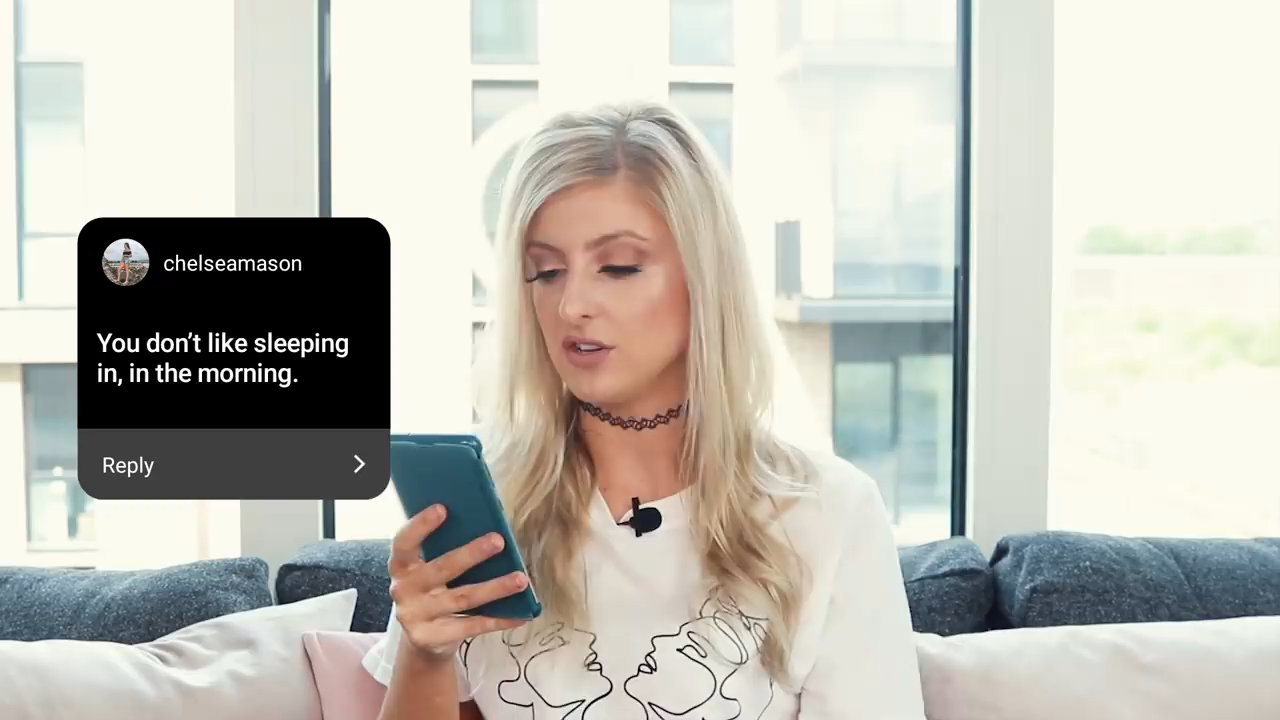 chelseamason
You don’t like sleeping
in, in the morning.
Reply